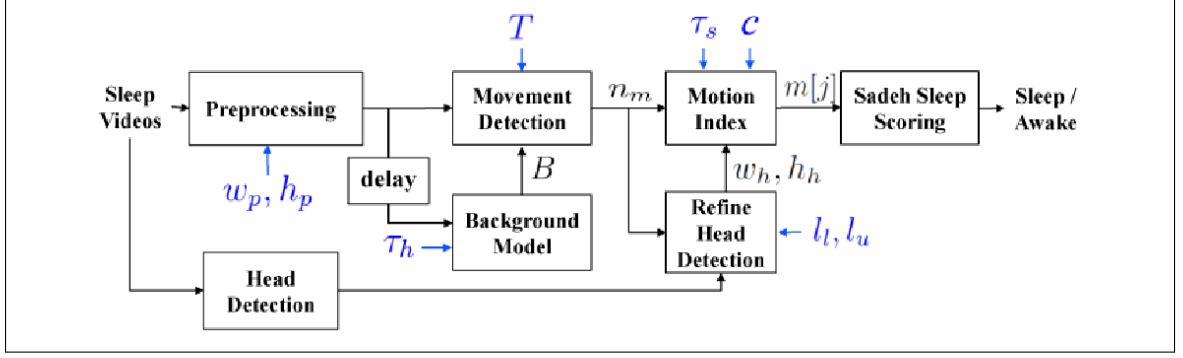 T
τ_s
c
Sleep
Videos
Preprocessing
Movement
Detection
n_m
Motion
Index
m[j]
Sadeh Sleep
Scoring
Sleep /
Awake
w_p, h_p
delay
B
w_h, h_h
τ_h
Background
Model
Refine
Head
Detection
l_l, l_u
Head
Detection